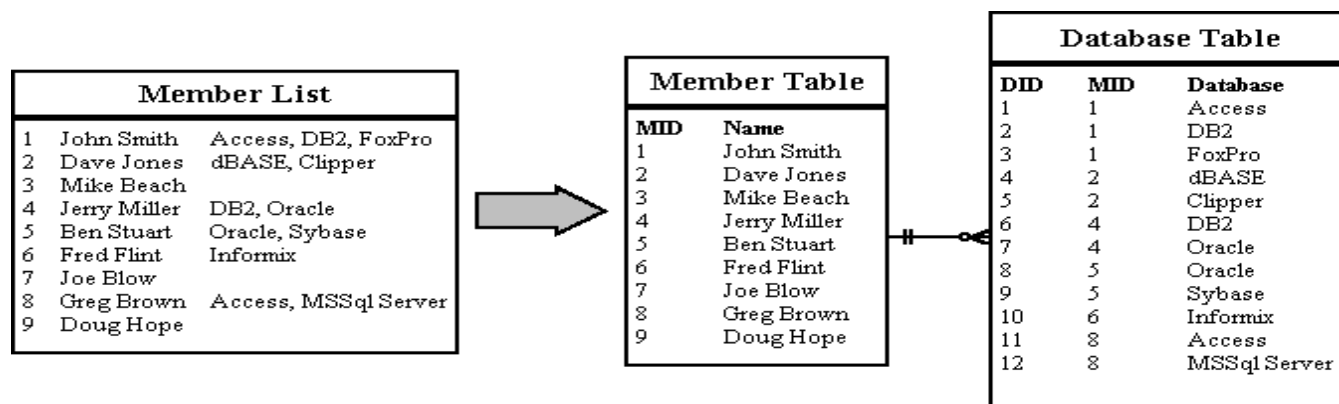 Member List
1 John Smith Access, DB2, FoxPro
2 Dave Jones dBASE, Clipper
3 Mike Beach
4 Jerry Miller DB2, Oracle
5 Ben Stuart Oracle, Sybase
6 Fred Flint Informix
7 Joe Blow
8 Greg Brown Access, MSSql Server
9 Doug Hope
Member Table
MID Name
1 John Smith
2 Dave Jones
3 Mike Beach
4 Jerry Miller
5 Ben Stuart
6 Fred Flint
7 Joe Blow
8 Greg Brown
9 Doug Hope
Database Table
DID MID Database
1 1 Access
2 1 DB2
3 1 FoxPro
4 2 dBASE
5 2 Clipper
6 4 DB2
7 4 Oracle
8 5 Oracle
9 5 Sybase
10 6 Informix
11 8 Access
12 8 MSSql Server